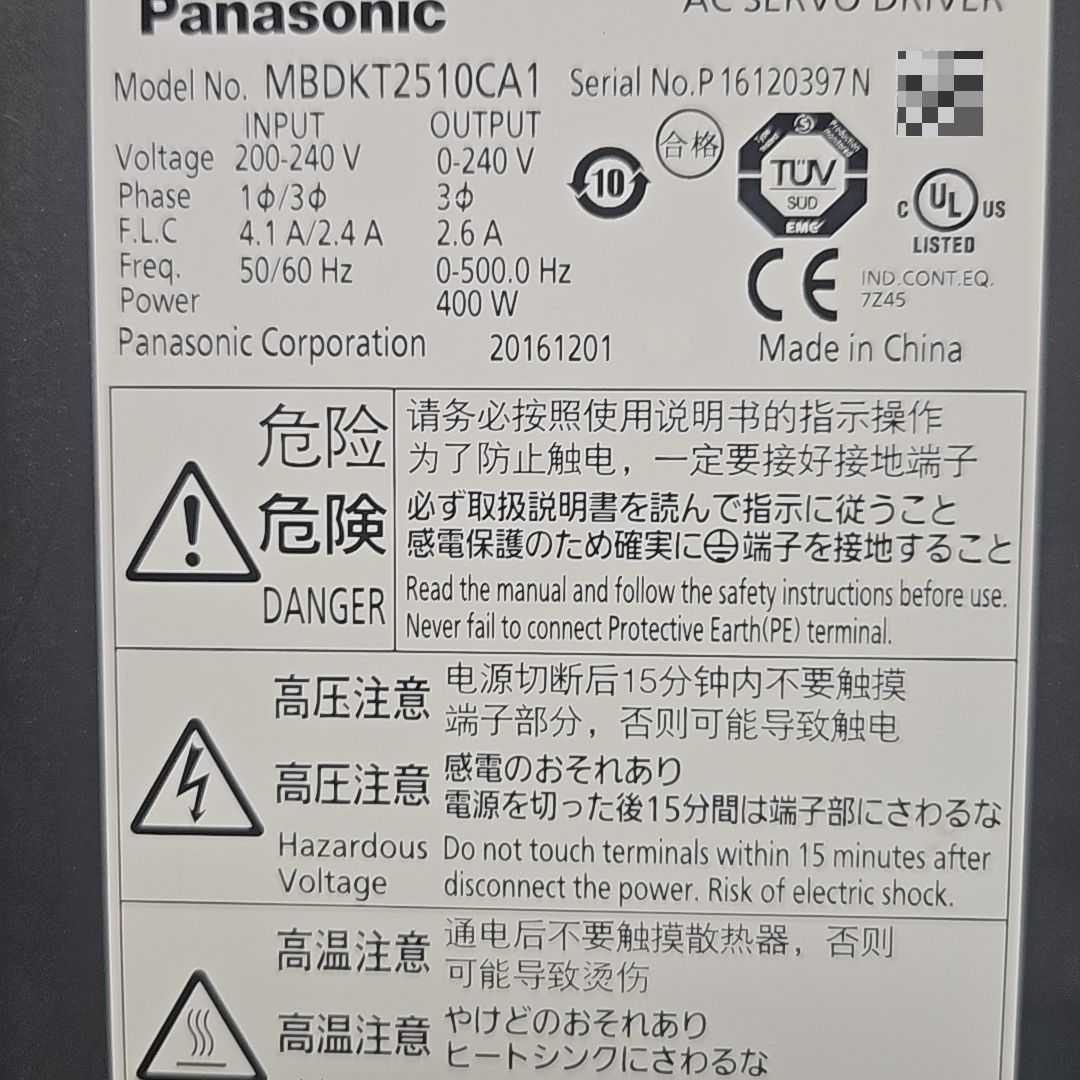 Panasonic AC SERVO DRIVER
Model No. MBDKT2510CA1 Serial No.P16120397N
INPUT OUTPUT
Voltage 200-240 V 0-240 V
Phase 1ϕ/3ϕ 3ϕ
F.L.C 4.1 A/2.4 A 2.6 A
Freq. 50/60 Hz 0-500.0 Hz
Power 400 W
Panasonic Corporation 20161201
10
合格
Production monitored
TÜV
SÜD
EMC
C UL US
LISTED
CE IND.CONT.EQ.
7Z45
Made in China
危险
危険
DANGER
请务必按照使用说明书的指示操作
为了防止触电，一定要接好接地端子
必ず取扱説明書を読んで指示に従うこと
感電保護のため確実に⏚端子を接地すること
Read the manual and follow the safety instructions before use.
Never fail to connect Protective Earth(PE) terminal.
高压注意
电源切断后15分钟内不要触摸
端子部分，否则可能导致触电
高圧注意
感電のおそれあり
電源を切った後15分間は端子部にさわるな
Hazardous
Voltage
Do not touch terminals within 15 minutes after
disconnect the power. Risk of electric shock.
高温注意
通电后不要触摸散热器，否则
可能导致烫伤
高温注意
やけどのおそれあり
ヒートシンクにさわるな